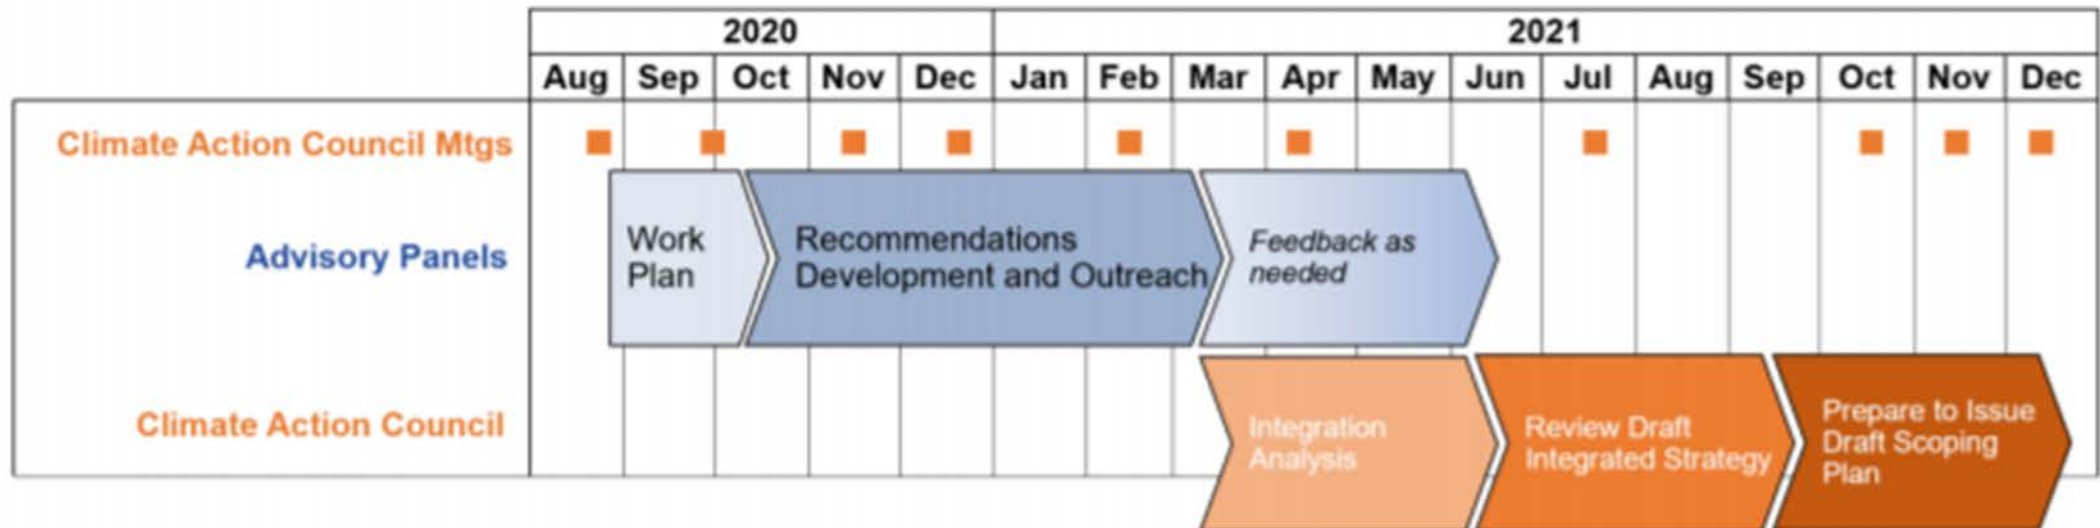 2020 2021
Aug Sep Oct Nov Dec Jan Feb Mar Apr May Jun Jul Aug Sep Oct Nov Dec
Climate Action Council Mtgs
Advisory Panels
Work
Plan
Recommendations
Development and Outreach
Feedback as
needed
Climate Action Council
Integration
Analysis
Review Draft
Integrated Strategy
Prepare to Issue
Draft Scoping
Plan